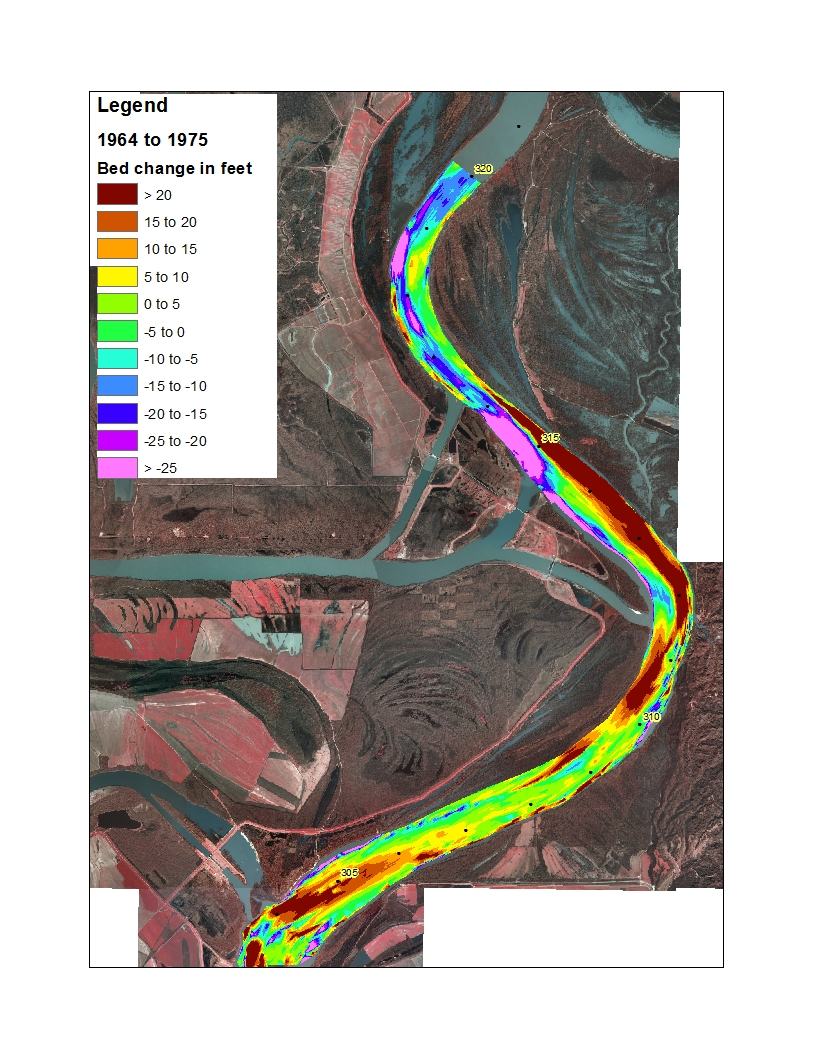 Legend
1964 to 1975
Bed change in feet
> 20
15 to 20
10 to 15
5 to 10
0 to 5
-5 to 0
-10 to -5
-15 to -10
-20 to -15
-25 to -20
> -25
320
315
310
305